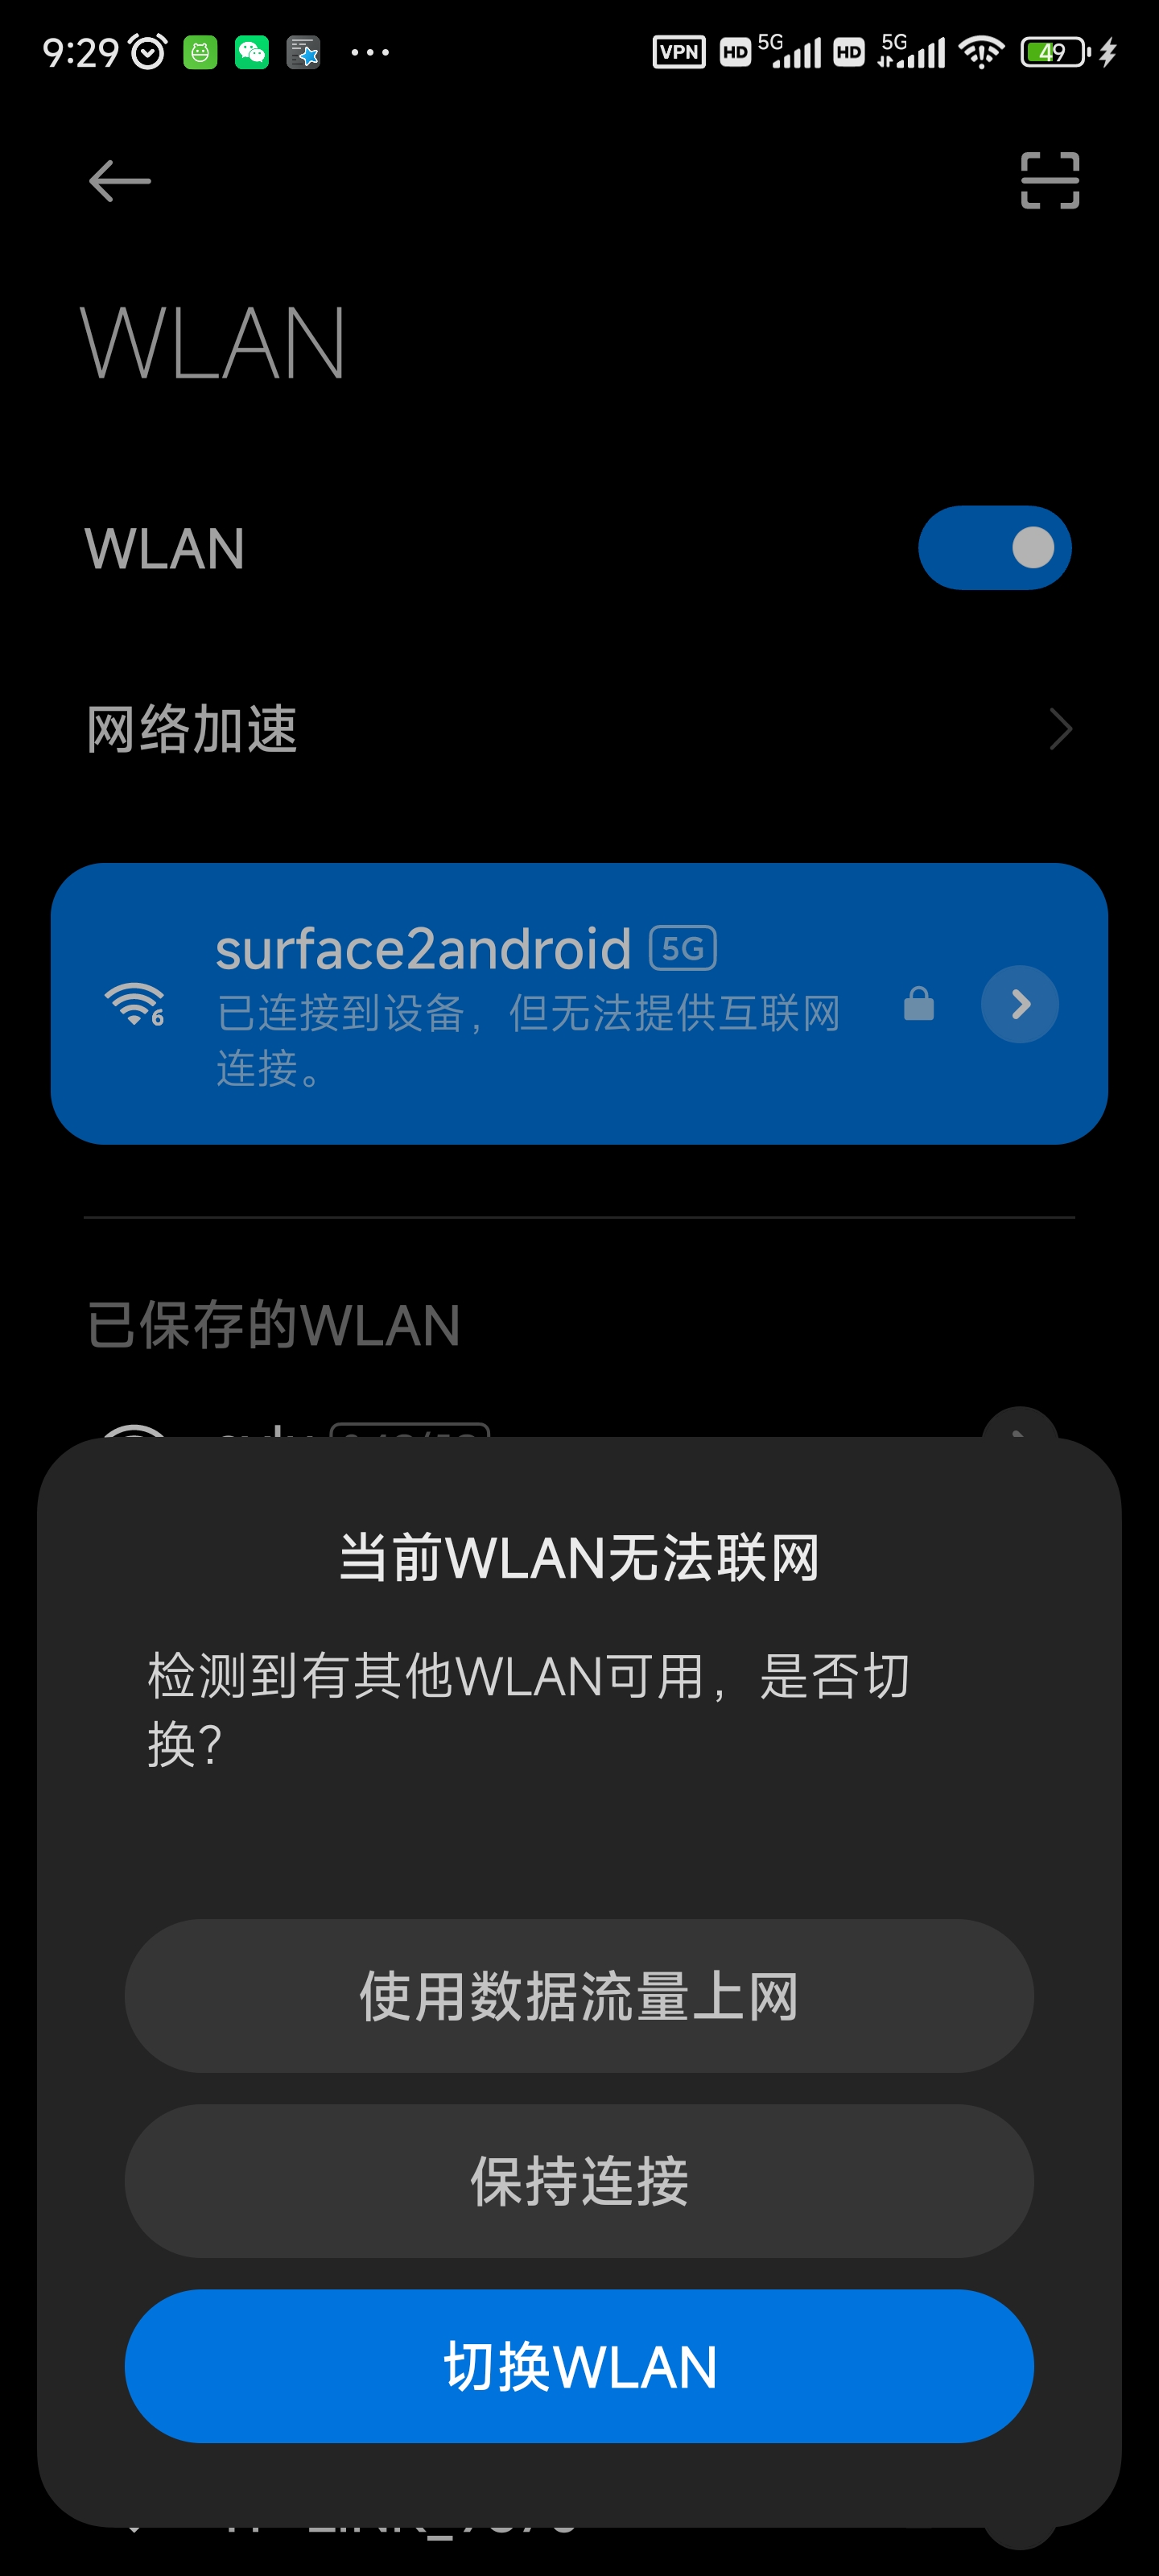 9:29 VPN HD 5G HD 5G 49
WLAN
WLAN
网络加速
surface2android 5G
6
已连接到设备，但无法提供互联网
连接。
已保存的WLAN
当前WLAN无法联网
检测到有其他WLAN可用，是否切
换？
使用数据流量上网
保持连接
切换WLAN